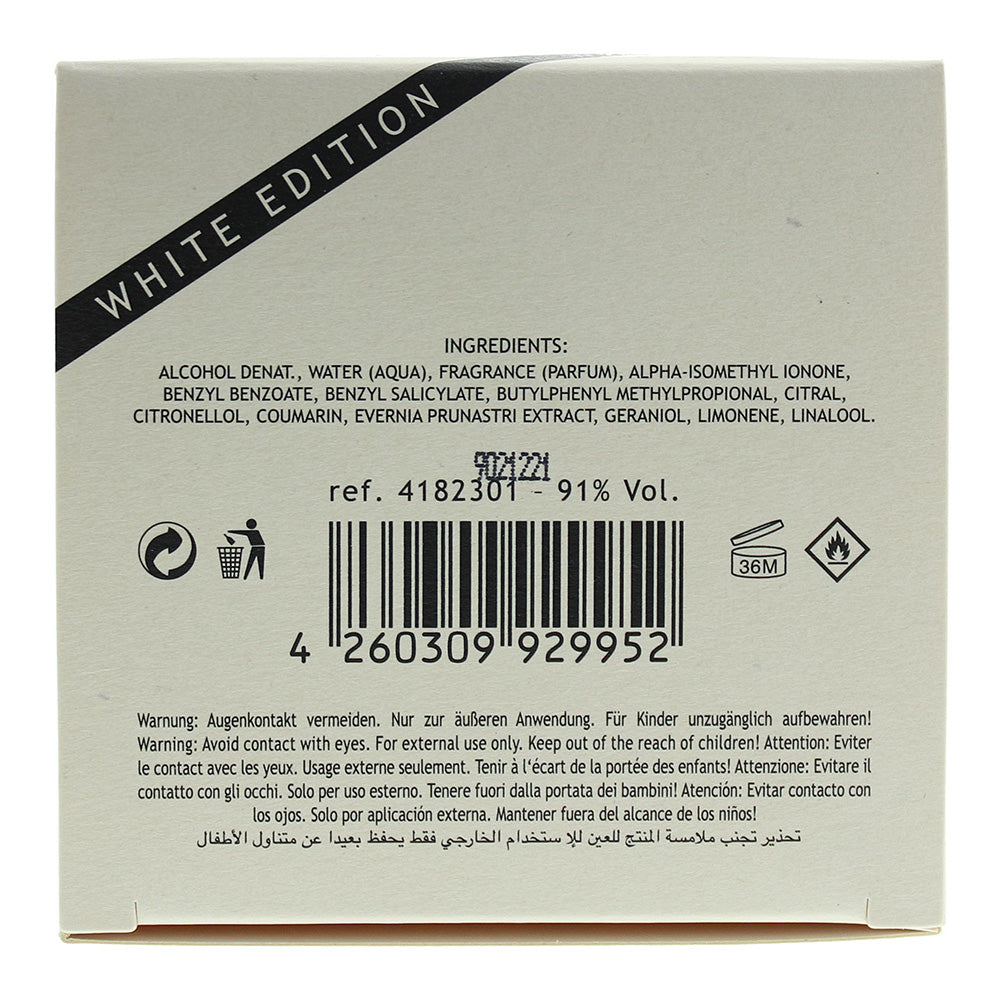 WHITE EDITION
INGREDIENTS:
ALCOHOL DENAT., WATER (AQUA), FRAGRANCE (PARFUM), ALPHA-ISOMETHYL IONONE,
BENZYL BENZOATE, BENZYL SALICYLATE, BUTYLPHENYL METHYLPROPIONAL, CITRAL,
CITRONELLOL, COUMARIN, EVERNIA PRUNASTRI EXTRACT, GERANIOL, LIMONENE, LINALOOL.
9021221
ref. 4182301 - 91% Vol.
36M
4 260309 929952
Warnung: Augenkontakt vermeiden. Nur zur äußeren Anwendung. Für Kinder unzugänglich aufbewahren!
Warning: Avoid contact with eyes. For external use only. Keep out of the reach of children! Attention: Eviter
le contact avec les yeux. Usage externe seulement. Tenir à l‘écart de la portée des enfants! Attenzione: Evitare il
contatto con gli occhi. Solo per uso esterno. Tenere fuori dalla portata dei bambini! Atención: Evitar contacto con
los ojos. Solo por aplicación externa. Mantener fuera del alcance de los niños!
تحذير تجنب ملامسة المنتج للعين للإ ستخدام الخارجي فقط يحفظ بعيدا عن متناول الأطفال